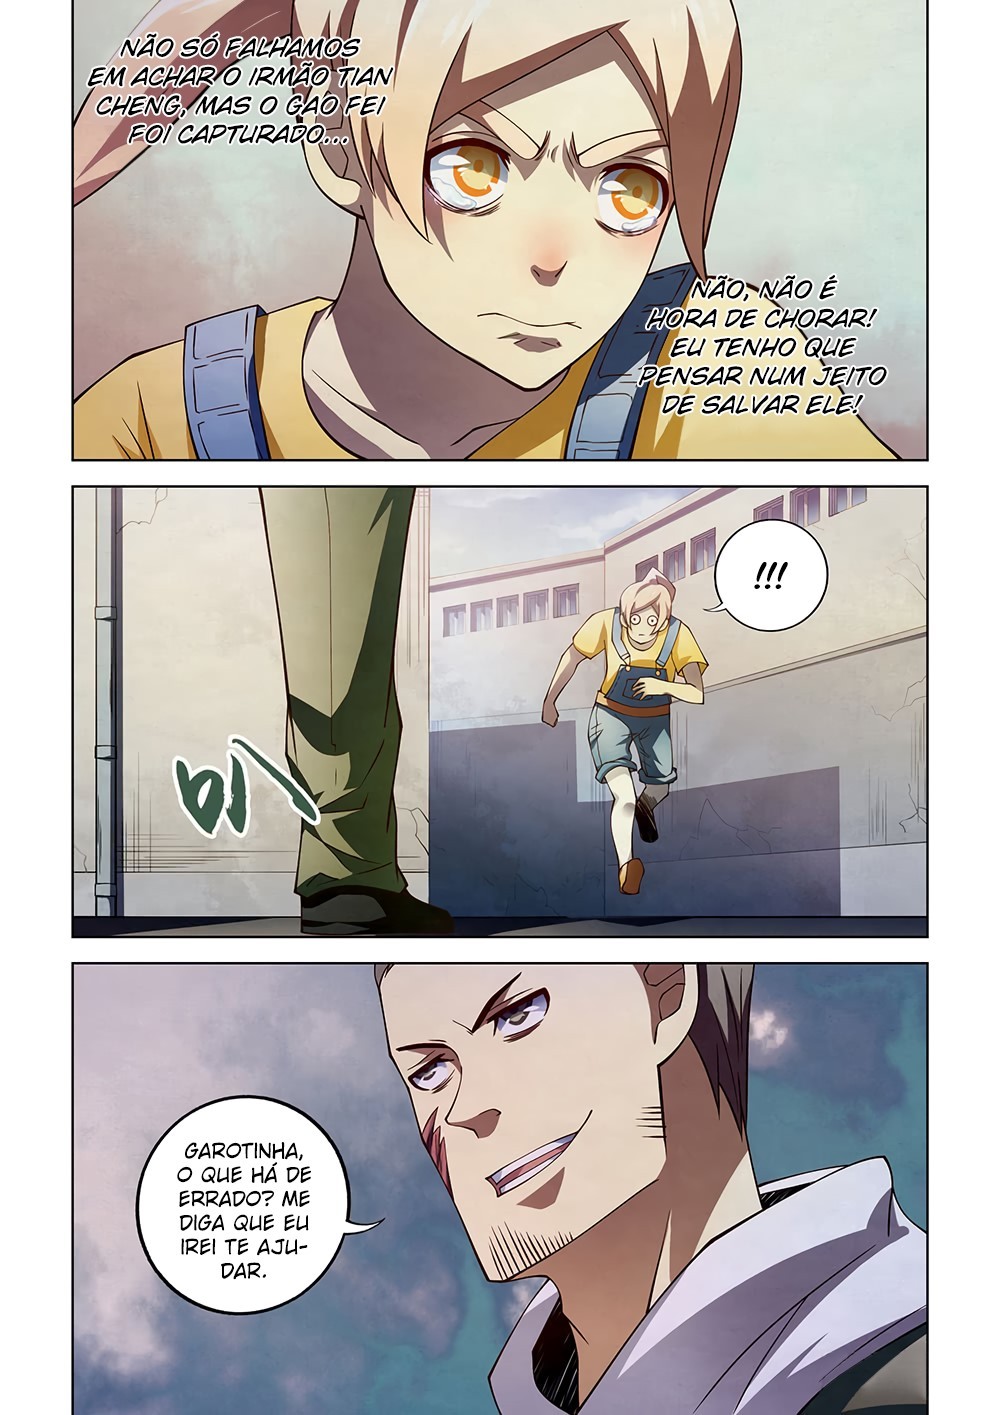 NÃO SÓ FALHAMOS
EM ACHAR O IRMÃO TIAN
CHENG, MAS O GAO FEI
FOI CAPTURADO...
NÃO, NÃO É
HORA DE CHORAR!
EU TENHO QUE
PENSAR NUM JEITO
DE SALVAR ELE!
!!!
叭
GAROTINHA,
O QUE HÁ DE
ERRADO? ME
DIGA QUE EU
IREI TE AJU-
DAR.